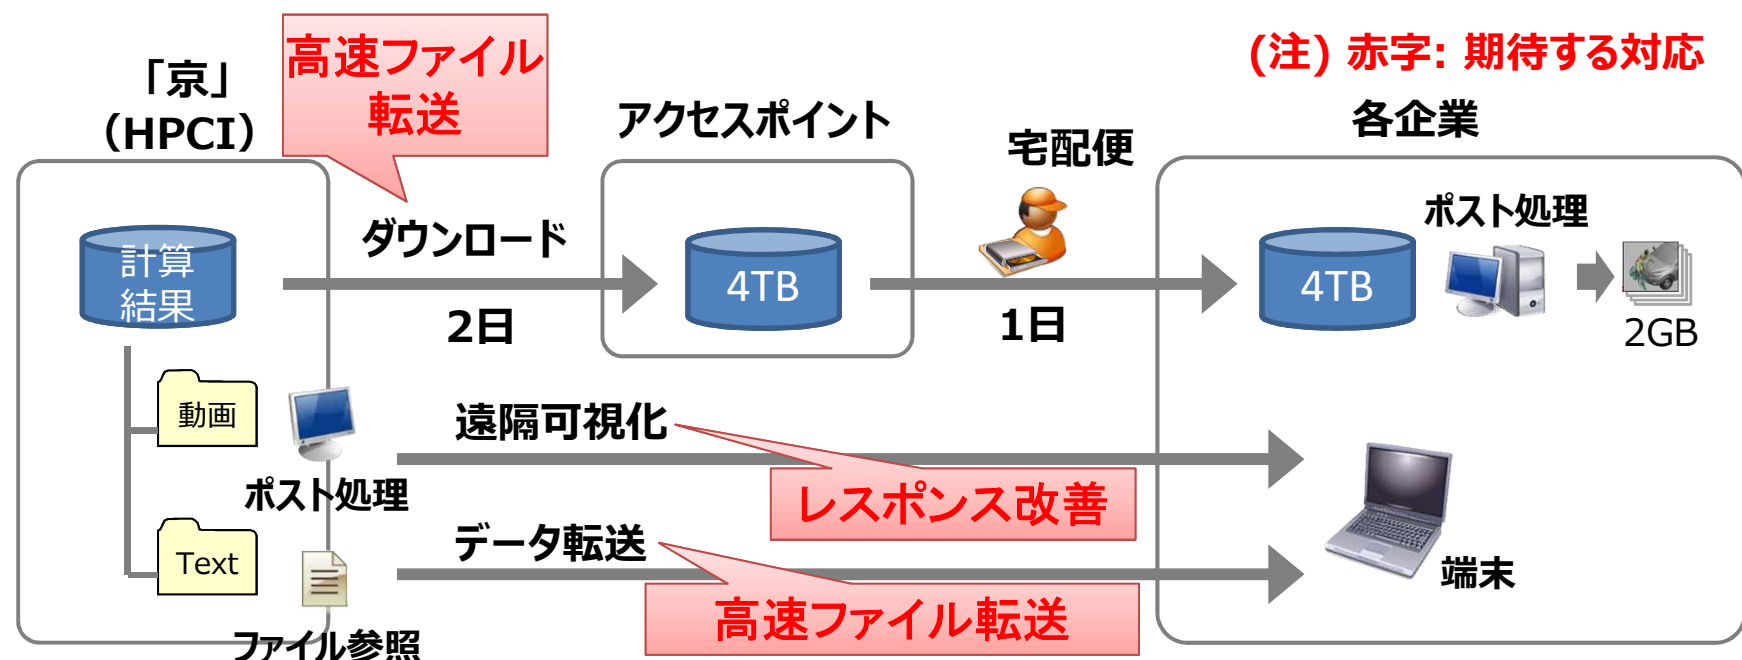 高速ファイル
転送
(注) 赤字: 期待する対応
「京」
(HPCI)
アクセスポイント
宅配便
各企業
計算
結果
ダウンロード
2日
4TB
1日
4TB
ポスト処理
2GB
動画
ポスト処理
遠隔可視化
レスポンス改善
Text
ファイル参照
データ転送
高速ファイル転送
端末